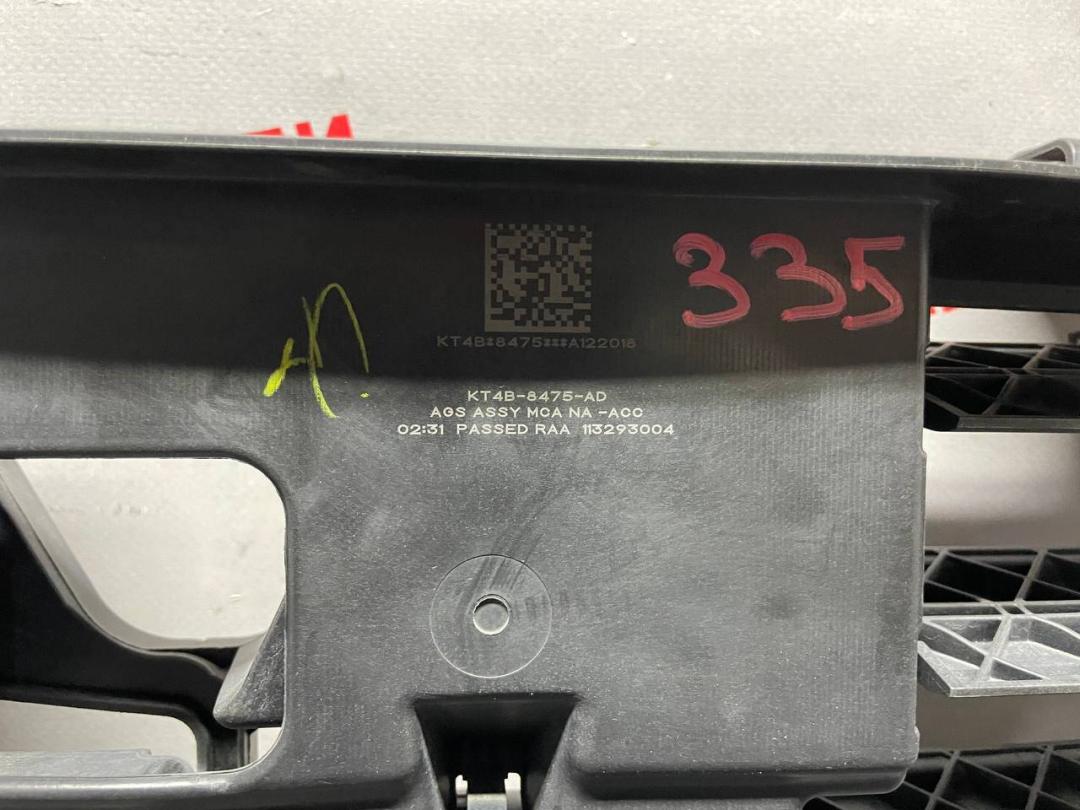 335
KT4B*8475***A122018
KT4B-8475-AD
AGS ASSY MCA NA -ACC
02:31 PASSED RAA 113293004